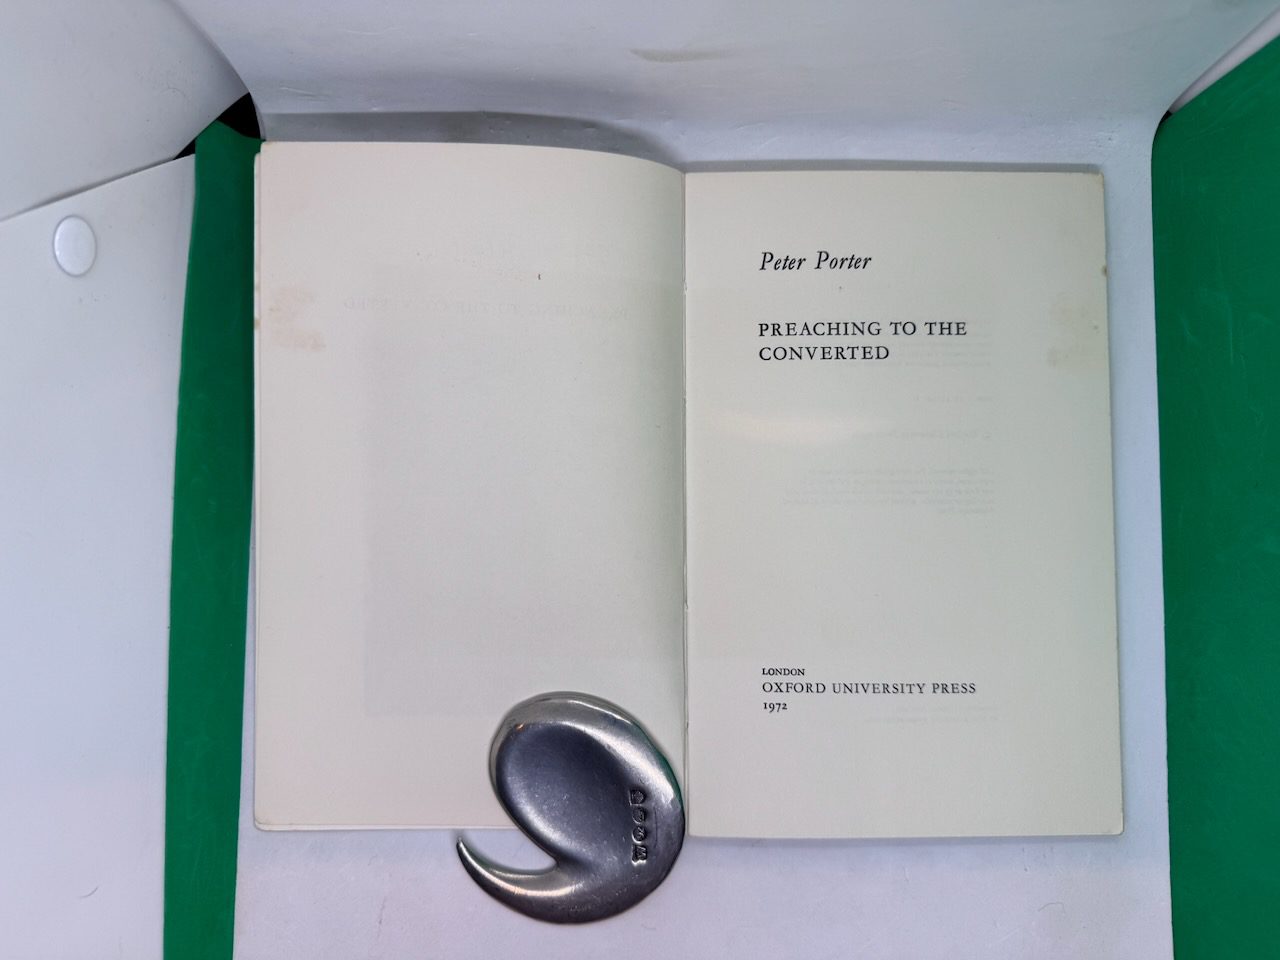 Peter Porter
PREACHING TO THE
CONVERTED
LONDON
OXFORD UNIVERSITY PRESS
1972